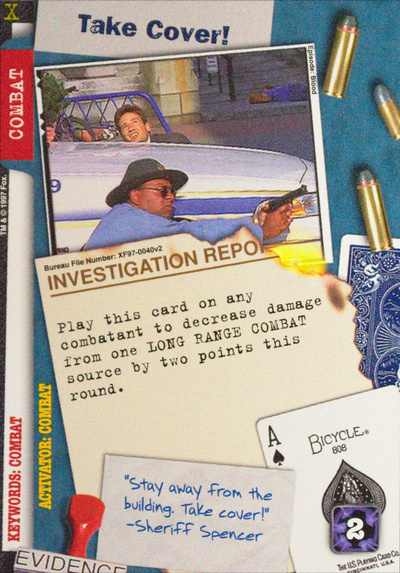 X
Take Cover!
COMBAT
Episode: Blood
TM & © 1997 Fox.
9
Bureau File Number: XF97-0040v2
INVESTIGATION REPO
Play this card on any
combatant to decrease damage
from one LONG RANGE COMBAT
source by two points this
round.
KEYWORDS: COMBAT
ACTIVATOR: COMBAT
"Stay away from the
building. Take cover!"
-Sheriff Spencer
A
BICYCLE®
808
2
THE U.S. PLAYING CARD CO.
CINCINNATI, U.S.A.
EVIDENCE